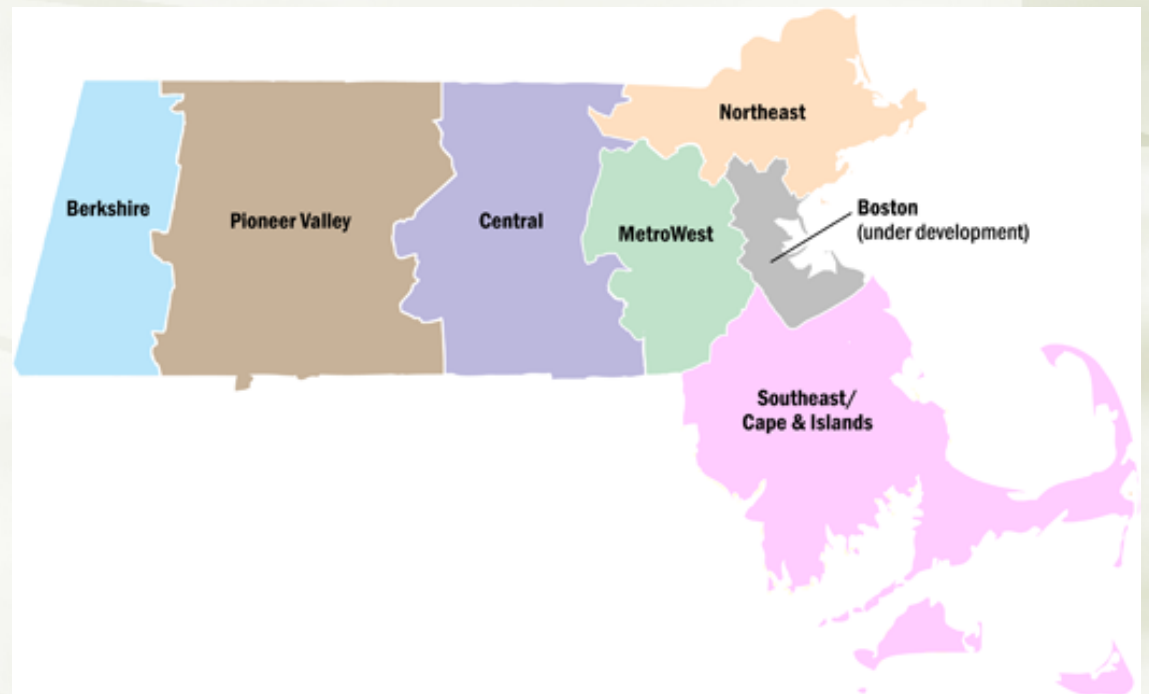 Northeast
Berkshire
Pioneer Valley
Central
MetroWest
Boston
(under development)
Southeast/
Cape & Islands